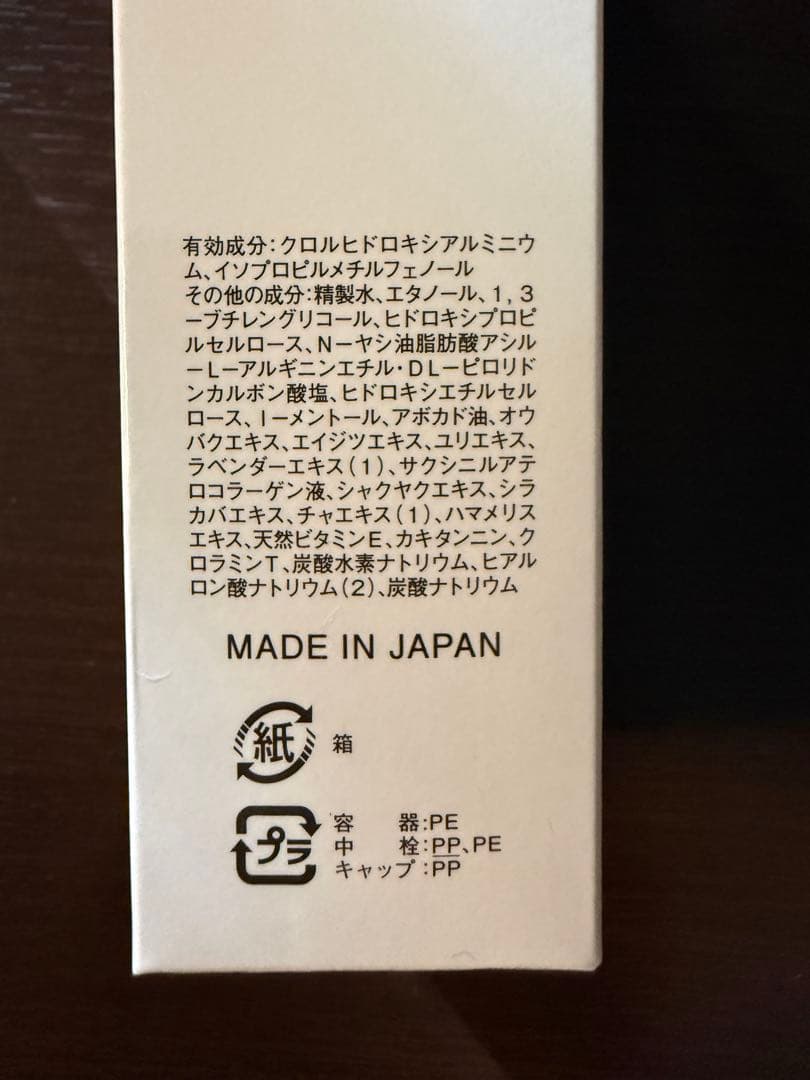 有効成分:クロルヒドロキシアルミニウ
ム、イソプロピルメチルフェノール
その他の成分:精製水、エタノール、1,3
ーブチレングリコール、ヒドロキシプロピ
ルセルロース、Nーヤシ油脂肪酸アシル
ーLーアルギニンエチル・DLーピロリド
ンカルボン酸塩、ヒドロキシエチルセル
ロース、lーメントール、アボカド油、オウ
バクエキス、エイジツエキス、ユリエキス、
ラベンダーエキス(1)、サクシニルアテ
ロコラーゲン液、シャクヤクエキス、シラ
カバエキス、チャエキス(1)、ハマメリス
エキス、天然ビタミンE、カキタンニン、ク
ロラミンT、炭酸水素ナトリウム、ヒアル
ロン酸ナトリウム(2)、炭酸ナトリウム
MADE IN JAPAN
紙 箱
プラ
容 器:PE
中 栓:PP、PE
キャップ:PP